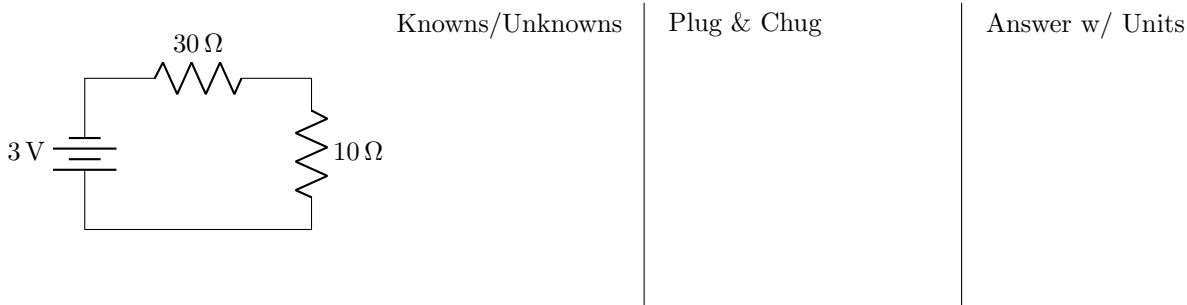 Knowns/Unknowns
Plug & Chug
Answer w/ Units
30 Ω
3 V
10 Ω